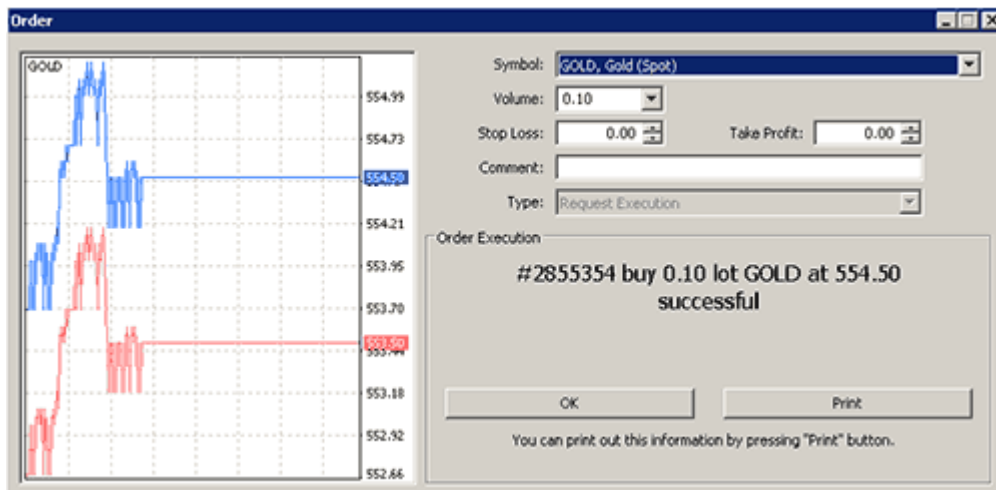 Order
GOLD
554.99
554.73
554.50
554.21
553.95
553.70
553.50
553.44
553.18
552.92
552.66
Symbol: GOLD, Gold (Spot)
Volume: 0.10
Stop Loss: 0.00 Take Profit: 0.00
Comment:
Type: Request Execution
Order Execution
#2855354 buy 0.10 lot GOLD at 554.50
successful
OK Print
You can print out this information by pressing "Print" button.